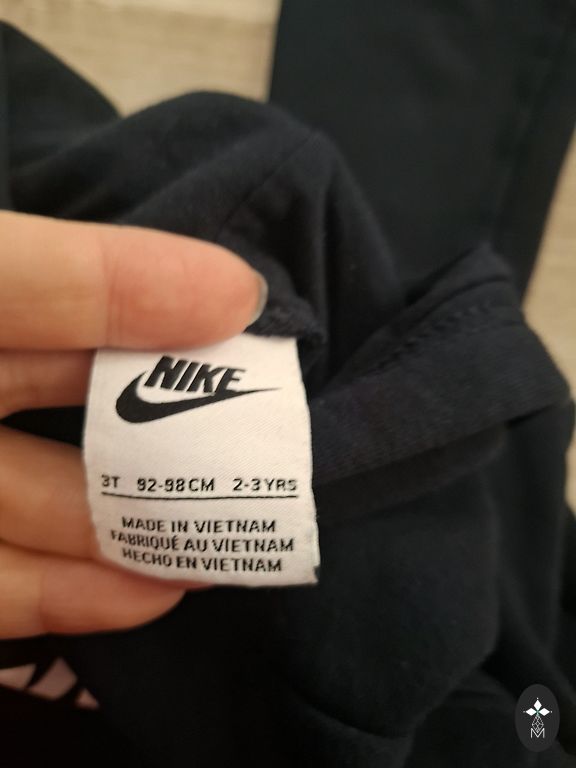 NIKE
3T 92-98CM 2-3YRS
MADE IN VIETNAM
FABRIQUÉ AU VIETNAM
HECHO EN VIETNAM
M